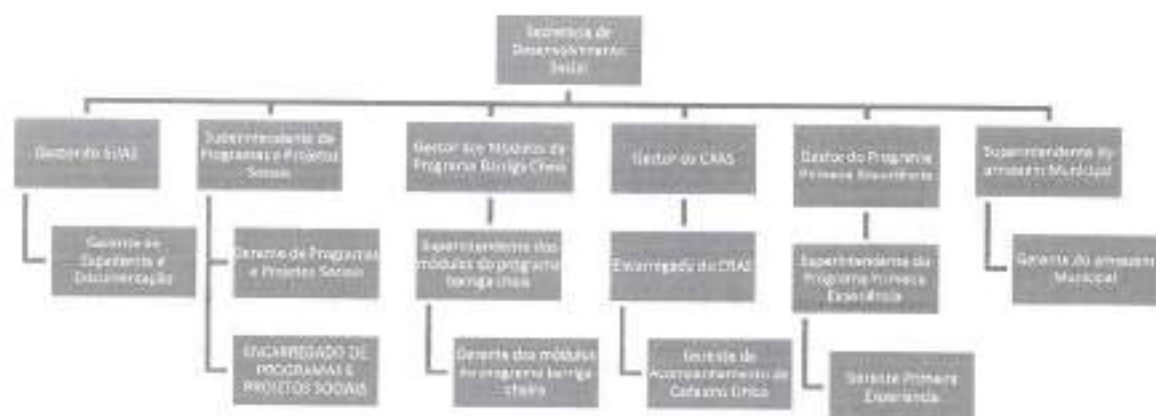 Secretaria de
Desenvolvimento
Social
Gestor do SUAS
Superintendente de
Programas e Projetos
Sociais
Gestor dos Módulos do
Programa Barriga Cheia
Gestor do CRAS
Gestor do Programa
Primeira Experiência
Superintendente do
armazém Municipal
Gerente de
Expediente e
Documentação
Gerente de Programas
e Projetos Sociais
Superintendente dos
módulos do programa
barriga cheia
Encarregado do CRAS
Superintendente do
Programa Primeira
Experiência
Gerente do armazém
Municipal
ENCARREGADO DE
PROGRAMAS E
PROJETOS SOCIAIS
Gerente dos módulos
do programa barriga
cheia
Gerente de
Acompanhamento do
Cadastro Único
Gerente Primeira
Experiencia